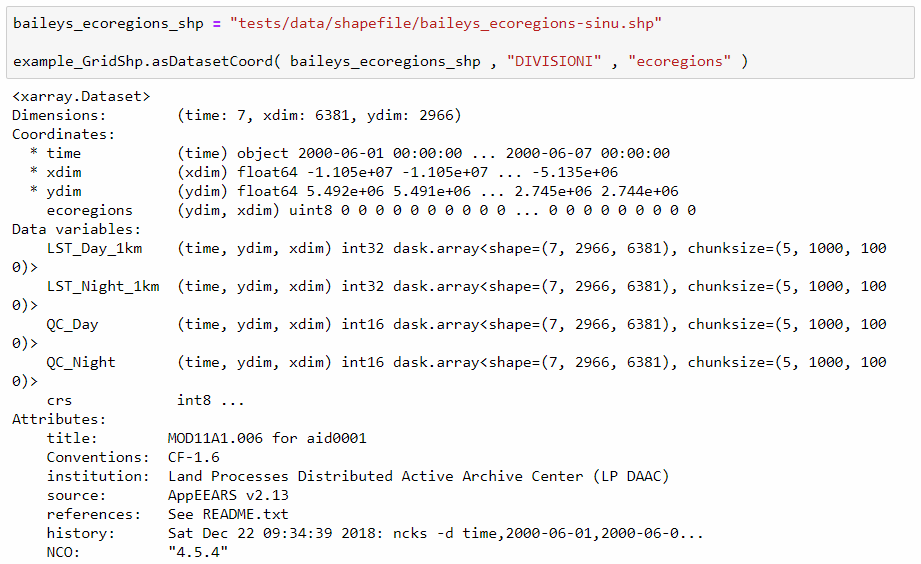 baileys_ecoregions_shp = "tests/data/shapefile/baileys_ecoregions-sinu.shp"
example_GridShp.asDatasetCoord( baileys_ecoregions_shp , "DIVISIONI" , "ecoregions" )
<xarray.Dataset>
Dimensions:        (time: 7, xdim: 6381, ydim: 2966)
Coordinates:
  * time           (time) object 2000-06-01 00:00:00 ... 2000-06-07 00:00:00
  * xdim           (xdim) float64 -1.105e+07 -1.105e+07 ... -5.135e+06
  * ydim           (ydim) float64 5.492e+06 5.491e+06 ... 2.745e+06 2.744e+06
    ecoregions     (ydim, xdim) uint8 0 0 0 0 0 0 0 0 0 0 ... 0 0 0 0 0 0 0 0 0
Data variables:
    LST_Day_1km    (time, ydim, xdim) int32 dask.array<shape=(7, 2966, 6381), chunksize=(5, 1000, 100
0)>
    LST_Night_1km  (time, ydim, xdim) int32 dask.array<shape=(7, 2966, 6381), chunksize=(5, 1000, 100
0)>
    QC_Day         (time, ydim, xdim) int16 dask.array<shape=(7, 2966, 6381), chunksize=(5, 1000, 100
0)>
    QC_Night       (time, ydim, xdim) int16 dask.array<shape=(7, 2966, 6381), chunksize=(5, 1000, 100
0)>
    crs            int8 ...
Attributes:
    title:        MOD11A1.006 for aid0001
    Conventions:  CF-1.6
    institution:  Land Processes Distributed Active Archive Center (LP DAAC)
    source:       AppEEARS v2.13
    references:   See README.txt
    history:      Sat Dec 22 09:34:39 2018: ncks -d time,2000-06-01,2000-06-0...
    NCO:          "4.5.4"